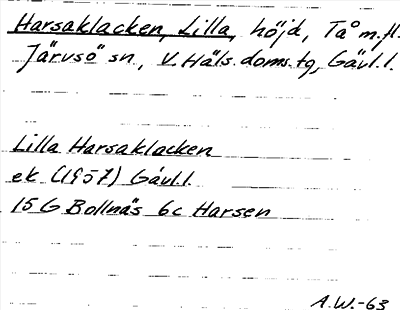 Harsaklacken, Lilla, höjd, Tå m.fl.
Järvsö sn, V. Häls. doms.tg, Gävl.l.
Lilla Harsaklacken
ek (1957) Gävl.l.
15 G Bollnäs 6c Harsen
A.W.-63